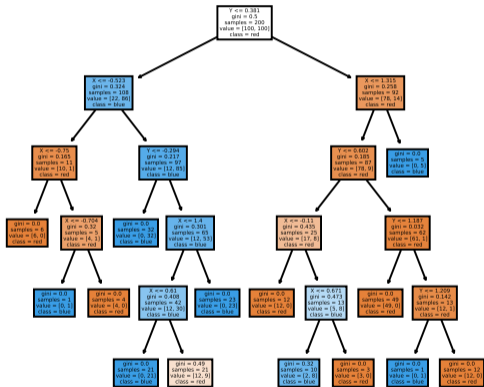 Y <= 0.381
gini = 0.5
samples = 200
value = [100, 100]
class = red
X <= -0.523
gini = 0.324
samples = 108
value = [22, 86]
class = blue
X <= 1.315
gini = 0.258
samples = 92
value = [78, 14]
class = red
X <= -0.75
gini = 0.165
samples = 11
value = [10, 1]
class = red
Y <= -0.294
gini = 0.217
samples = 97
value = [12, 85]
class = blue
Y <= 0.602
gini = 0.185
samples = 87
value = [78, 9]
class = red
gini = 0.0
samples = 5
value = [0, 5]
class = blue
gini = 0.0
samples = 6
value = [6, 0]
class = red
X <= -0.704
gini = 0.32
samples = 5
value = [4, 1]
class = red
gini = 0.0
samples = 32
value = [0, 32]
class = blue
X <= 1.4
gini = 0.301
samples = 65
value = [12, 53]
class = blue
X <= -0.11
gini = 0.435
samples = 25
value = [17, 8]
class = red
Y <= 1.187
gini = 0.032
samples = 62
value = [61, 1]
class = red
gini = 0.0
samples = 1
value = [0, 1]
class = blue
gini = 0.0
samples = 4
value = [4, 0]
class = red
X <= 0.61
gini = 0.408
samples = 42
value = [12, 30]
class = blue
gini = 0.0
samples = 23
value = [0, 23]
class = blue
gini = 0.0
samples = 12
value = [12, 0]
class = red
X <= 0.671
gini = 0.473
samples = 13
value = [5, 8]
class = blue
gini = 0.0
samples = 49
value = [49, 0]
class = red
Y <= 1.209
gini = 0.142
samples = 13
value = [12, 1]
class = red
gini = 0.0
samples = 21
value = [0, 21]
class = blue
gini = 0.49
samples = 21
value = [12, 9]
class = red
gini = 0.32
samples = 10
value = [2, 8]
class = blue
gini = 0.0
samples = 3
value = [3, 0]
class = red
gini = 0.0
samples = 1
value = [0, 1]
class = blue
gini = 0.0
samples = 12
value = [12, 0]
class = red